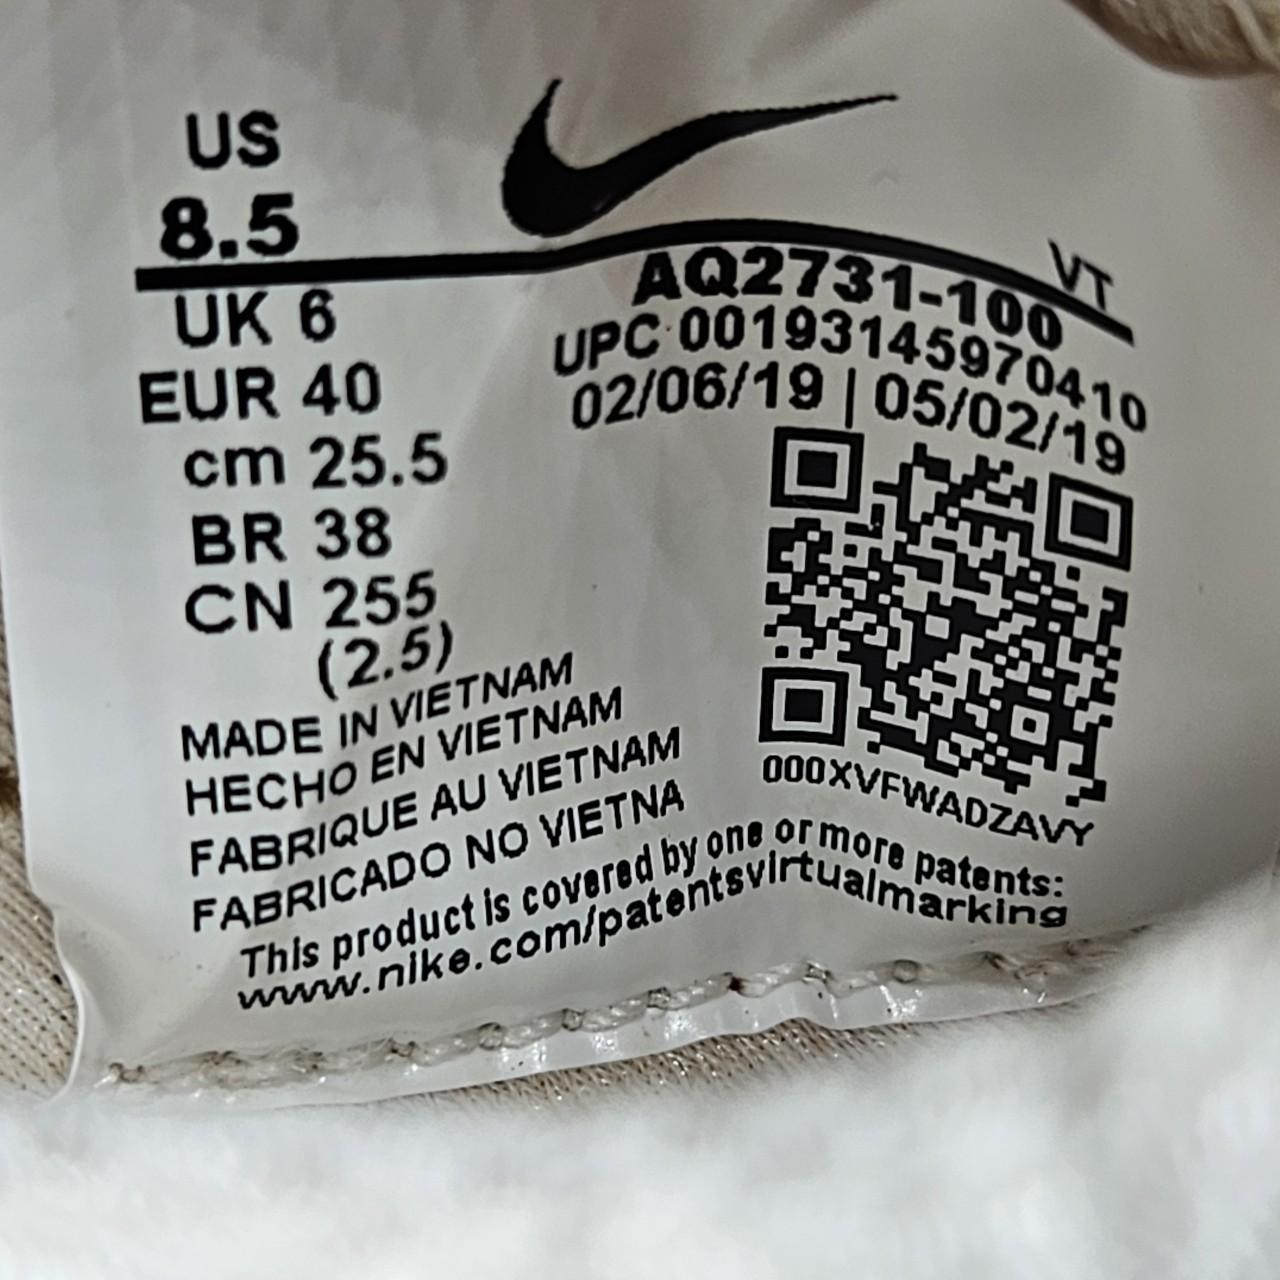 US
8.5
UK 6
EUR 40
cm 25.5
BR 38
CN 255
(2.5)
VT
AQ2731-100
UPC 00193145970410
02/06/19 | 05/02/19
000XVFWADZAVY
MADE IN VIETNAM
HECHO EN VIETNAM
FABRIQUE AU VIETNAM
FABRICADO NO VIETNA
This product is covered by one or more patents:
www.nike.com/patentsvirtualmarking